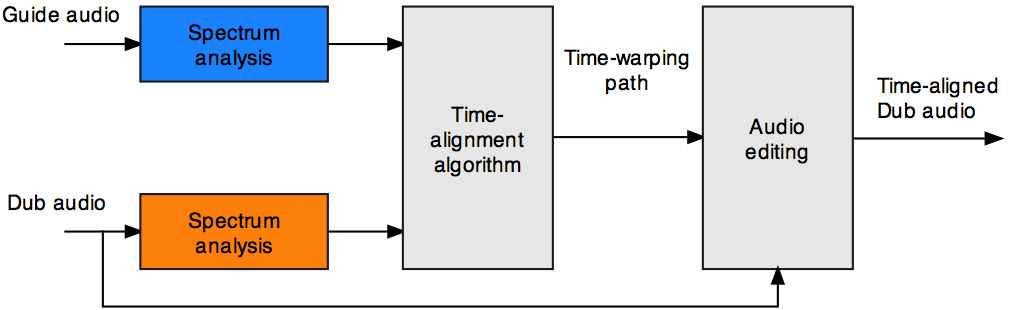 Guide audio
Spectrum
analysis
Time-
alignment
algorithm
Time-warping
path
Audio
editing
Time-aligned
Dub audio
Dub audio
Spectrum
analysis